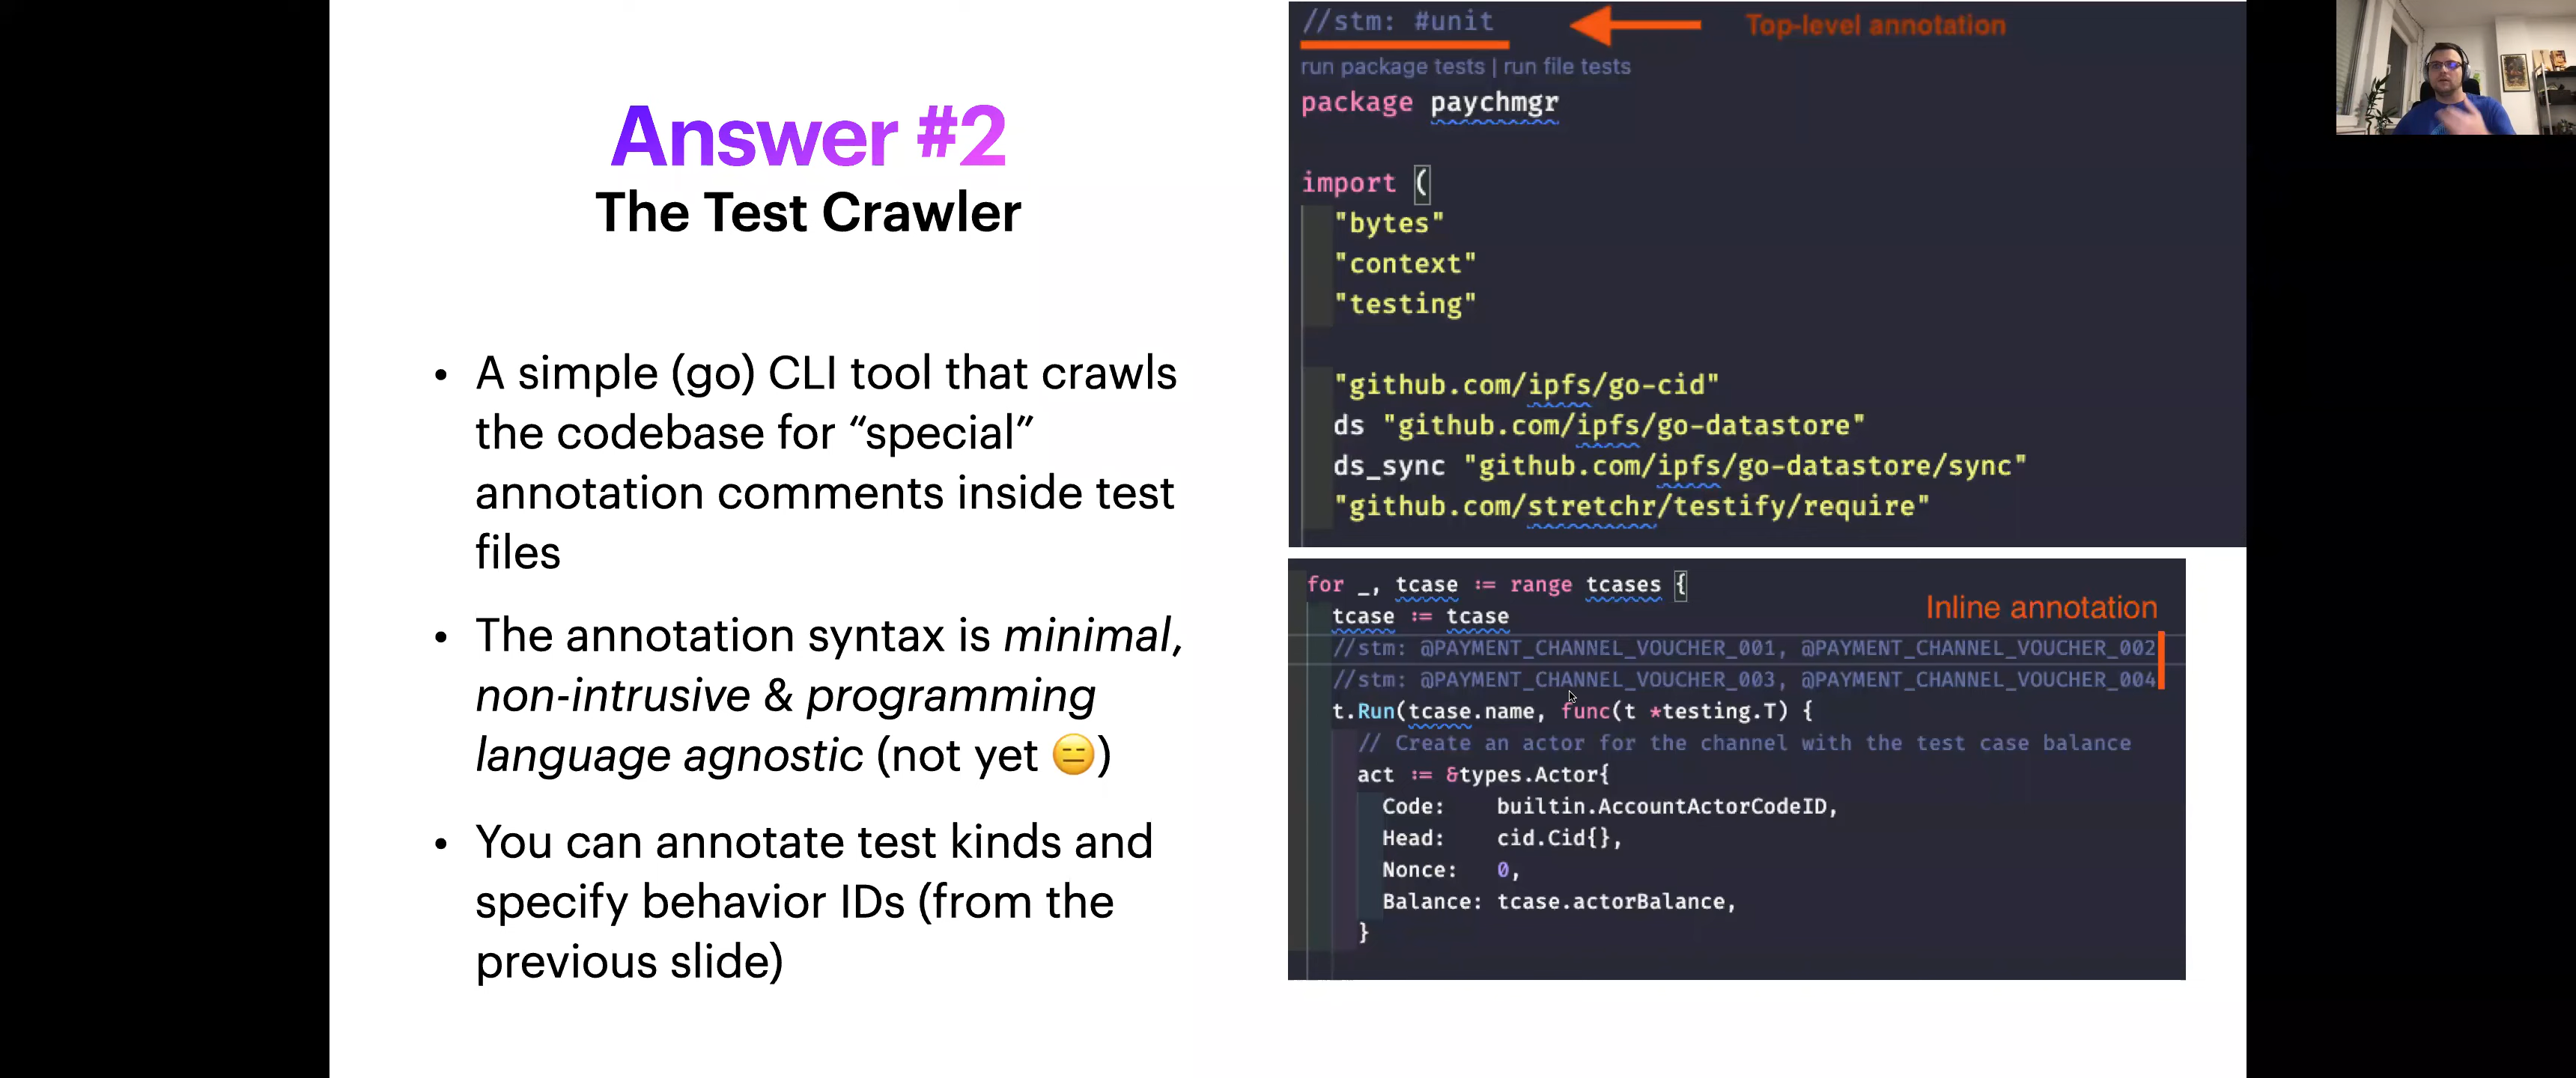 Answer #2
The Test Crawler
• A simple (go) CLI tool that crawls
the codebase for “special”
annotation comments inside test
files
• The annotation syntax is minimal,
non-intrusive & programming
language agnostic (not yet 😑)
• You can annotate test kinds and
specify behavior IDs (from the
previous slide)
//stm: #unit
Top-level annotation
run package tests | run file tests
package paychmgr
import (
"bytes"
"context"
"testing"
"github.com/ipfs/go-cid"
ds "github.com/ipfs/go-datastore"
ds_sync "github.com/ipfs/go-datastore/sync"
"github.com/stretchr/testify/require"
for _, tcase := range tcases {
Inline annotation
tcase := tcase
//stm: @PAYMENT_CHANNEL_VOUCHER_001, @PAYMENT_CHANNEL_VOUCHER_002
//stm: @PAYMENT_CHANNEL_VOUCHER_003, @PAYMENT_CHANNEL_VOUCHER_004
t.Run(tcase.name, func(t *testing.T) {
// Create an actor for the channel with the test case balance
act := &types.Actor{
Code: builtin.AccountActorCodeID,
Head: cid.Cid{},
Nonce: 0,
Balance: tcase.actorBalance,
}